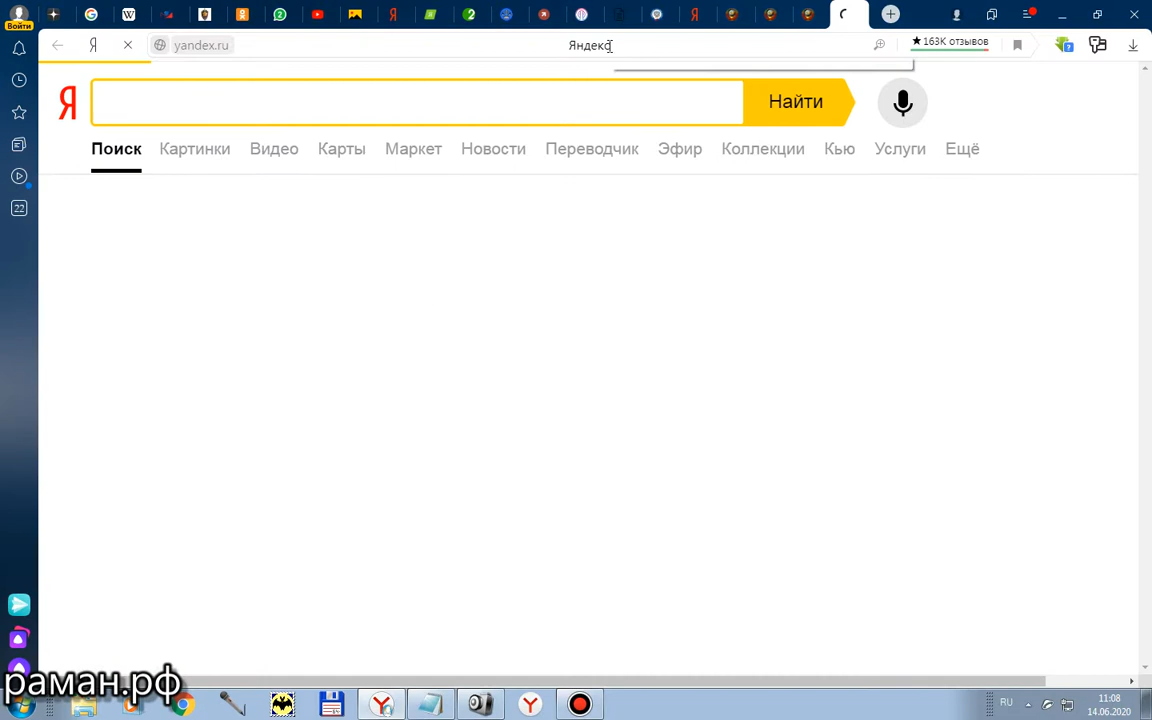 Войти
yandex.ru
Яндекс
★163K отзывов
Я
Найти
Поиск Картинки Видео Карты Маркет Новости Переводчик Эфир Коллекции Кью Услуги Ещё
22
раман.рф
RU
11:08
14.06.2020